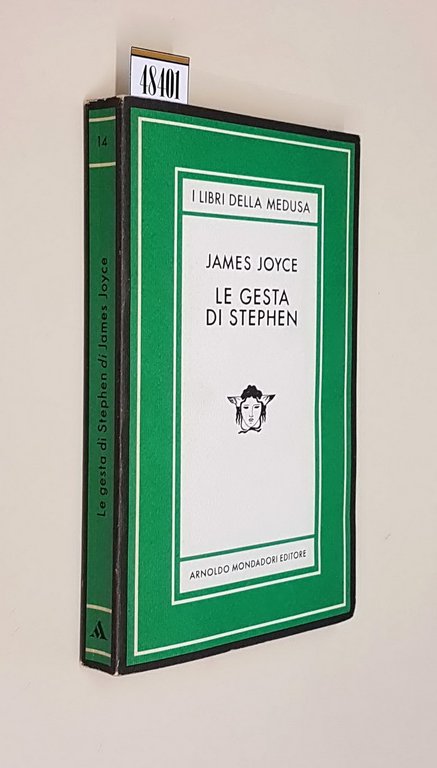 48401
I LIBRI DELLA MEDUSA
JAMES JOYCE
LE GESTA
DI STEPHEN
ARNOLDO MONDADORI EDITORE
14
Le gesta di Stephen di James Joyce